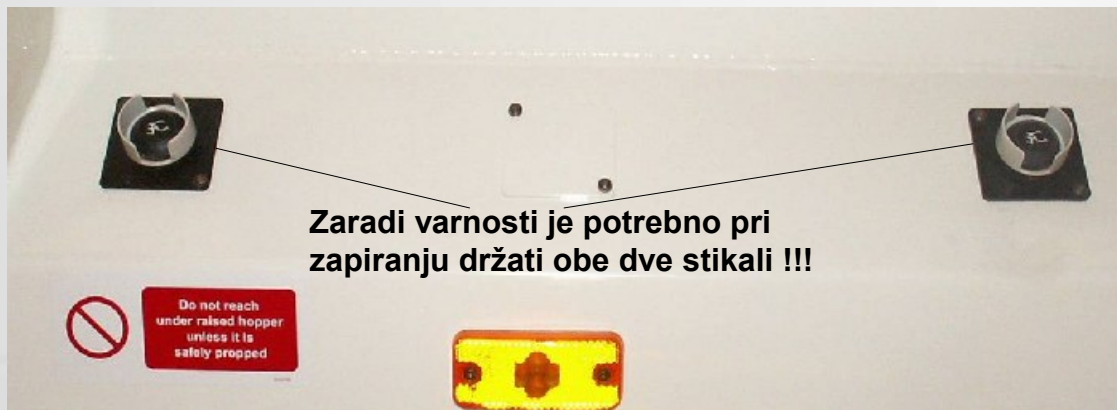 Zaradi varnosti je potrebno pri
zapiranju držati obe dve stikali !!!
Do not reach
under raised hopper
unless it is
safely propped